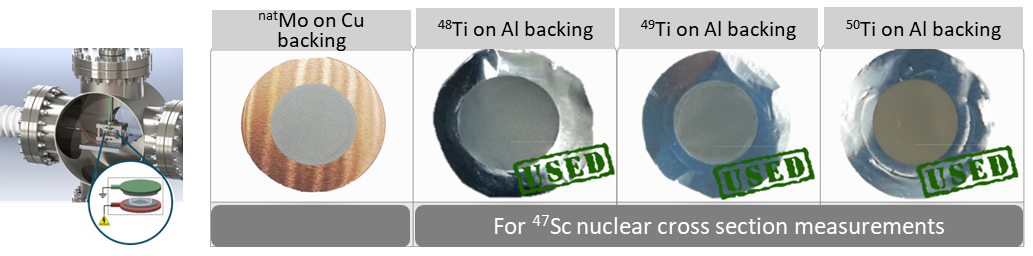 natMo on Cu
backing
48Ti on Al backing
49Ti on Al backing
50Ti on Al backing
USED
USED
USED
For 47Sc nuclear cross section measurements